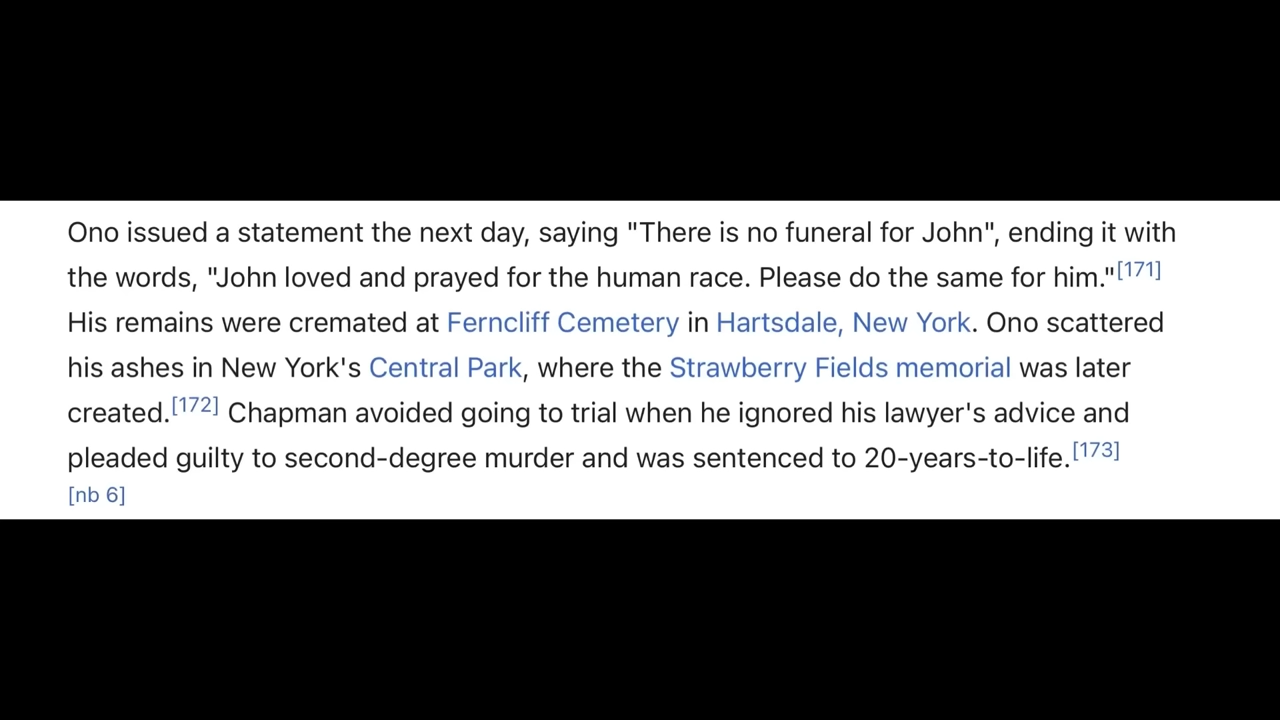 Ono issued a statement the next day, saying "There is no funeral for John", ending it with
the words, "John loved and prayed for the human race. Please do the same for him."[171]
His remains were cremated at Ferncliff Cemetery in Hartsdale, New York. Ono scattered
his ashes in New York's Central Park, where the Strawberry Fields memorial was later
created.[172] Chapman avoided going to trial when he ignored his lawyer's advice and
pleaded guilty to second-degree murder and was sentenced to 20-years-to-life.[173]
[nb 6]